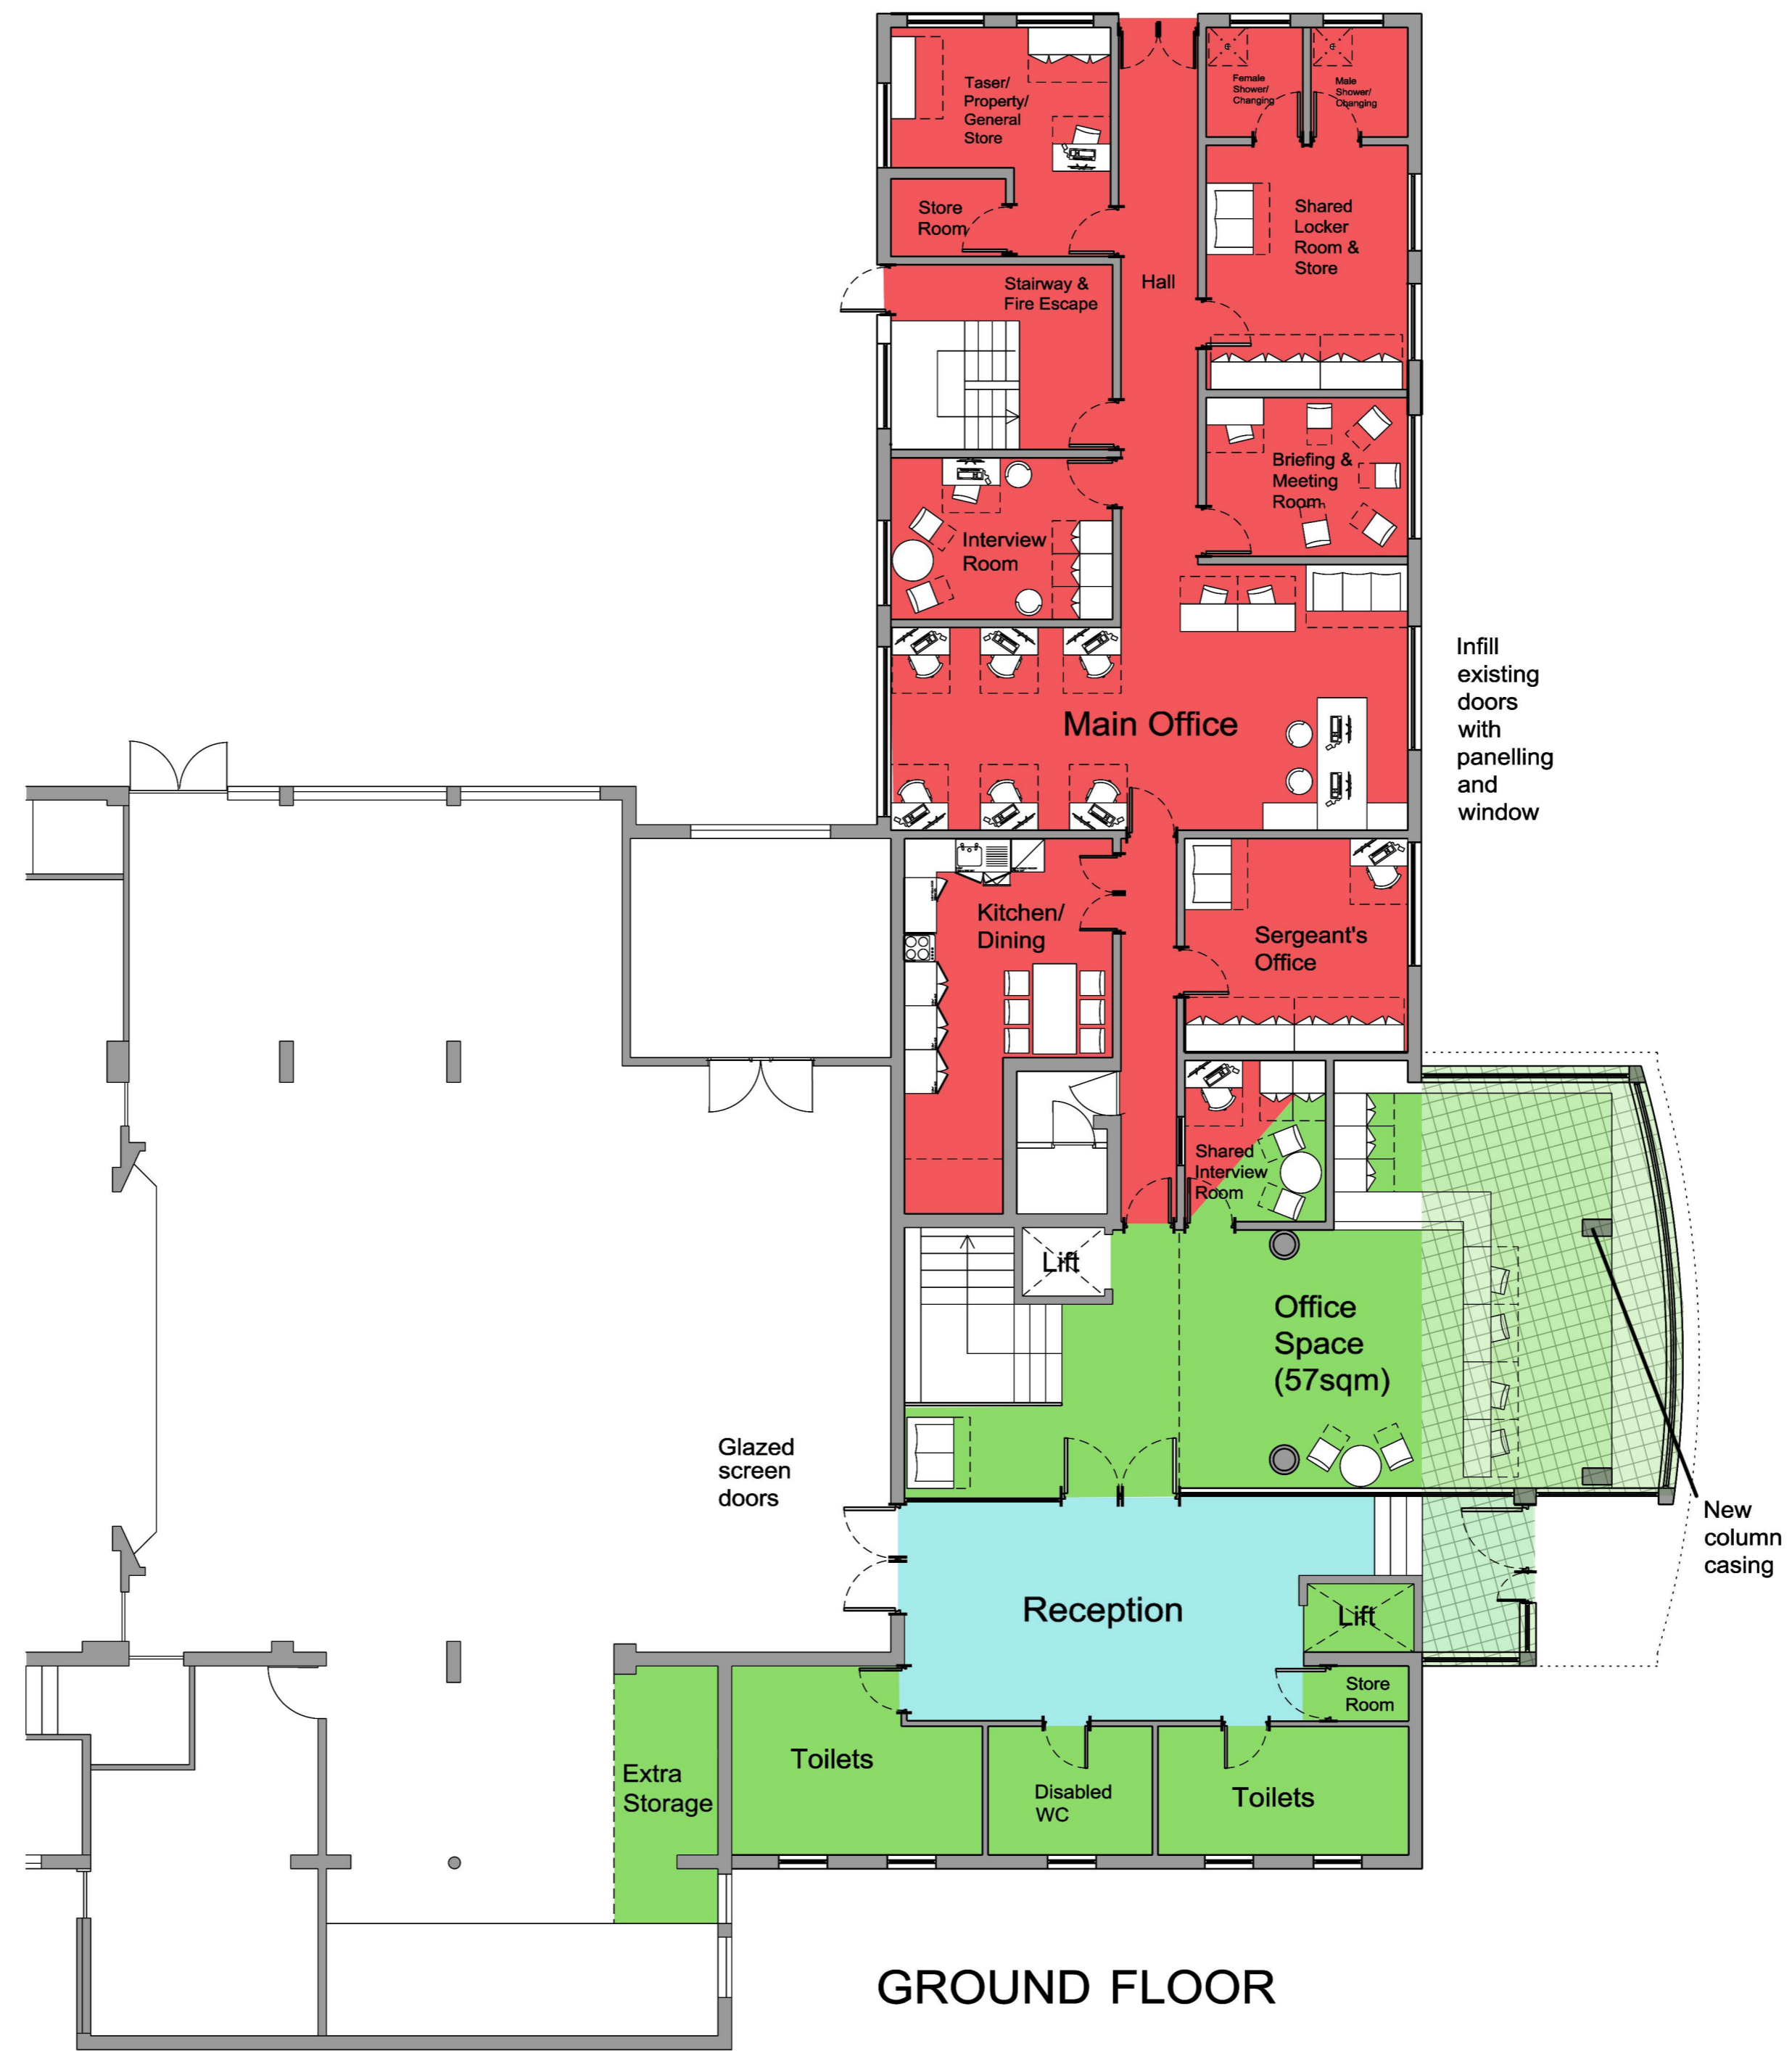 Taser/
Property/
General
Store
Female
Shower/
Changing
Male
Shower/
Changing
Store
Room
Shared
Locker
Room &
Store
Stairway &
Fire Escape
Hall
Briefing &
Meeting
Room
Interview
Room
Infill
existing
doors
with
panelling
and
window
Main Office
Kitchen/
Dining
Sergeant's
Office
Shared
Interview
Room
Lift
Office
Space
(57sqm)
Glazed
screen
doors
New
column
casing
Reception
Lift
Store
Room
Extra
Storage
Toilets
Disabled
WC
Toilets
GROUND FLOOR